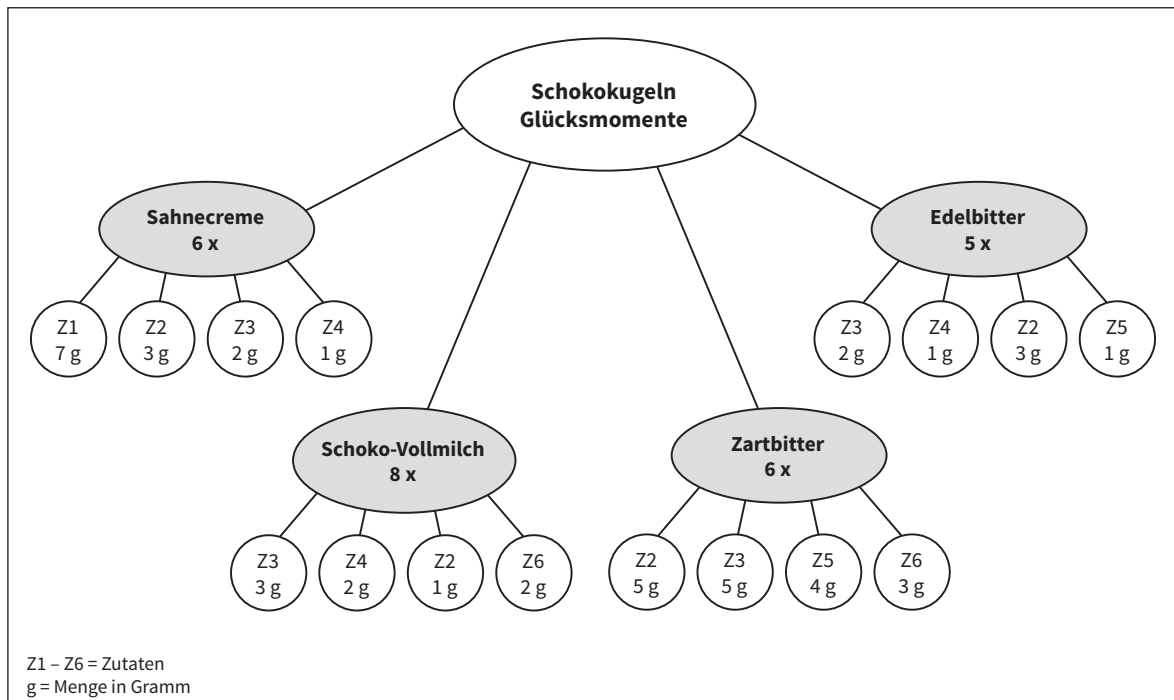 Schokokugeln
Glücksmomente
Sahnecreme
6 x
Edelbitter
5 x
Z1
7 g
Z2
3 g
Z3
2 g
Z4
1 g
Z3
2 g
Z4
1 g
Z2
3 g
Z5
1 g
Schoko-Vollmilch
8 x
Zartbitter
6 x
Z3
3 g
Z4
2 g
Z2
1 g
Z6
2 g
Z2
5 g
Z3
5 g
Z5
4 g
Z6
3 g
Z1 – Z6 = Zutaten
g = Menge in Gramm